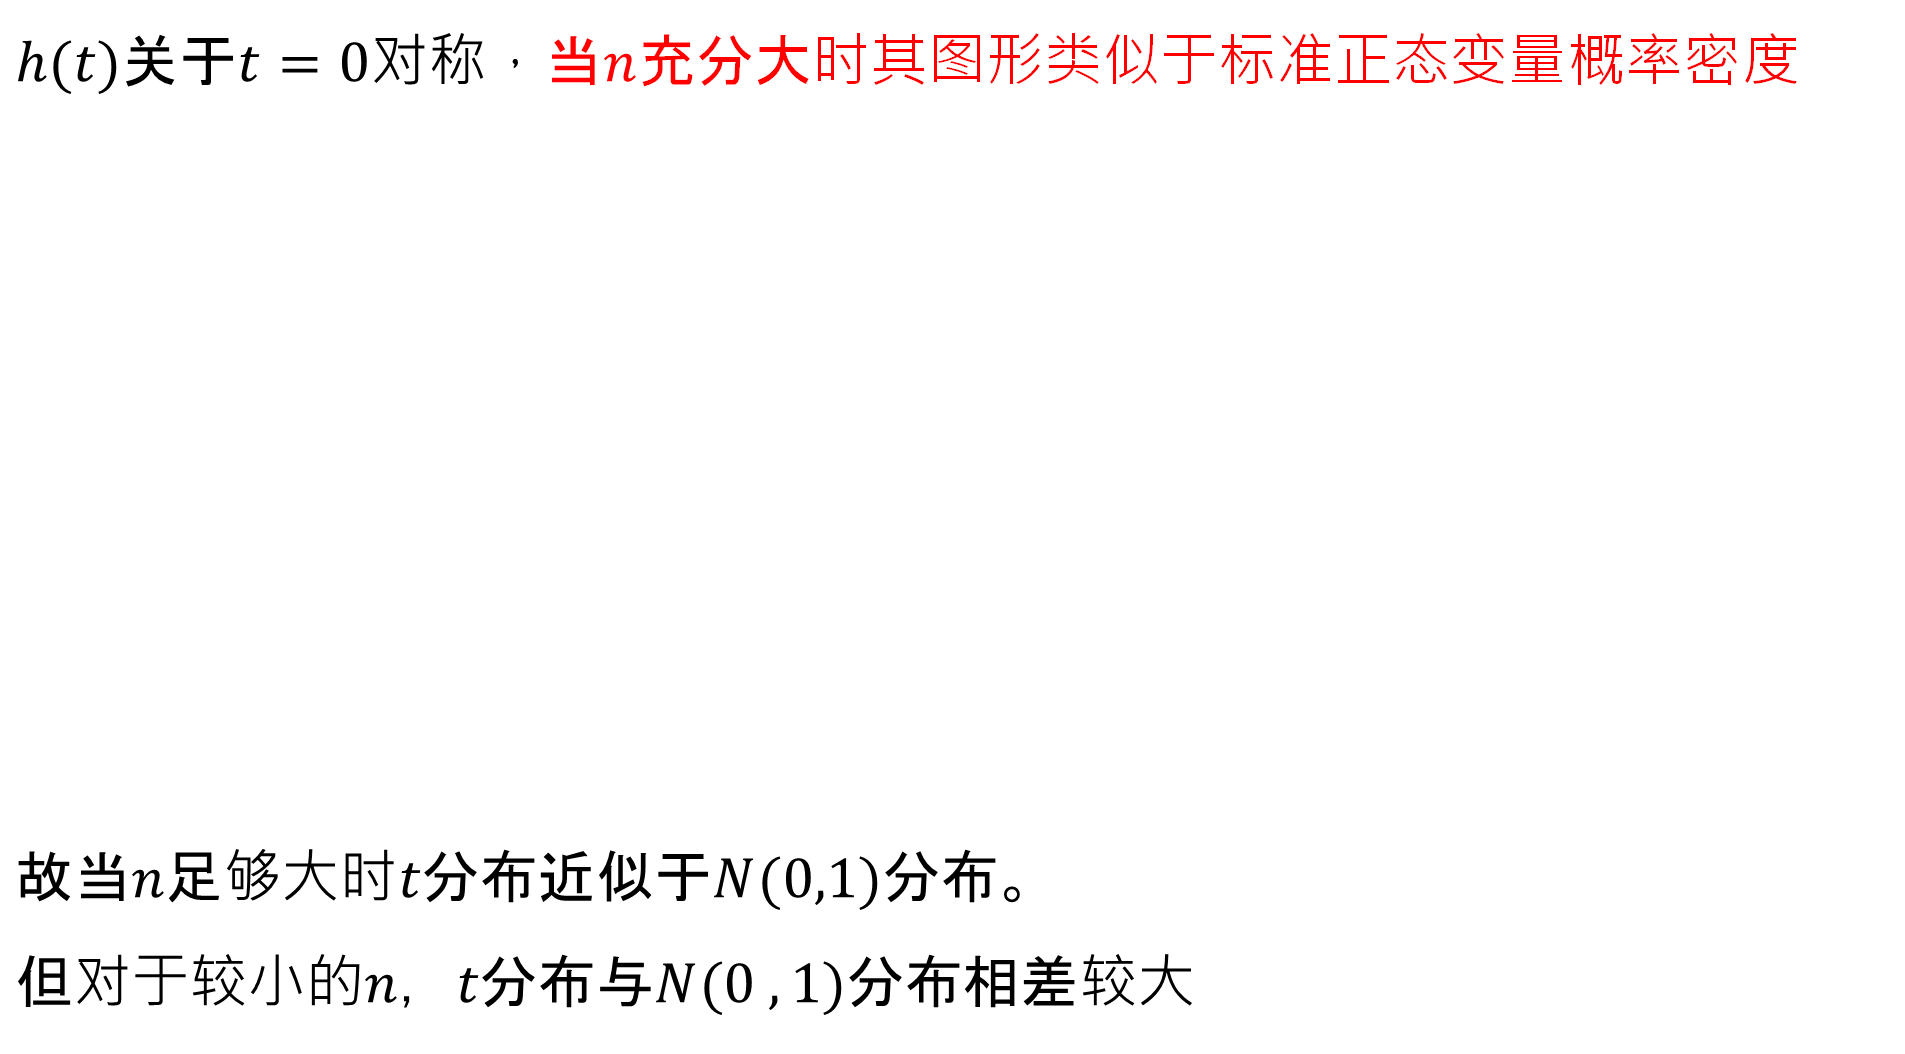 h(t)关于t = 0对称，当n充分大时其图形类似于标准正态变量概率密度
故当n足够大时t分布近似于N(0,1)分布。
但对于较小的n, t分布与N(0 , 1)分布相差较大